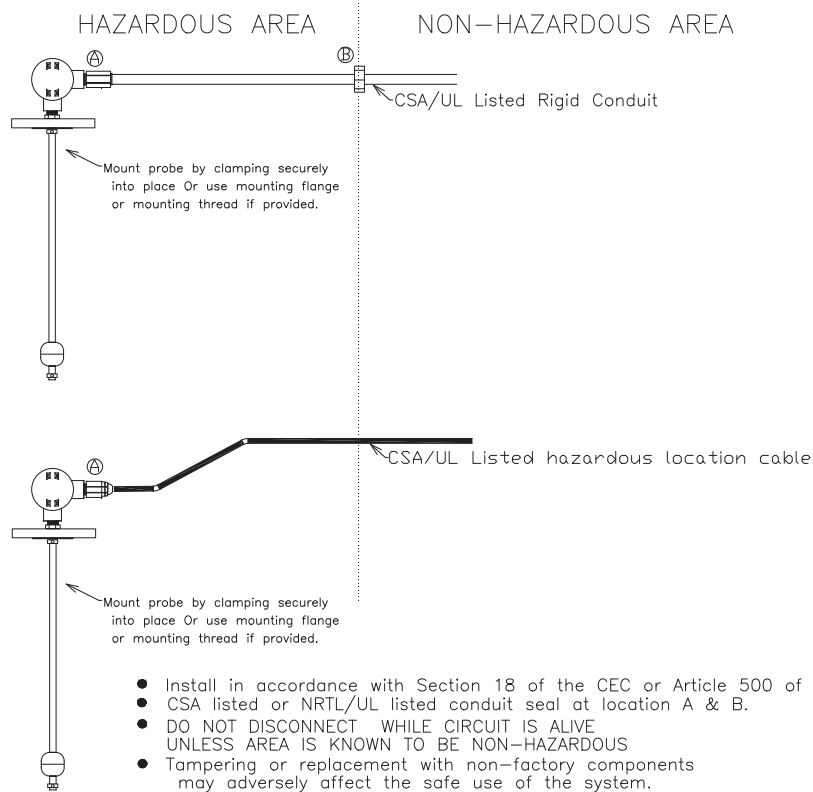 HAZARDOUS AREA
NON-HAZARDOUS AREA
A
B
CSA/UL Listed Rigid Conduit
Mount probe by clamping securely
into place Or use mounting flange
or mounting thread if provided.
A
CSA/UL Listed hazardous location cable
Mount probe by clamping securely
into place Or use mounting flange
or mounting thread if provided.
● Install in accordance with Section 18 of the CEC or Article 500 of
● CSA listed or NRTL/UL listed conduit seal at location A & B.
● DO NOT DISCONNECT WHILE CIRCUIT IS ALIVE
UNLESS AREA IS KNOWN TO BE NON-HAZARDOUS
● Tampering or replacement with non-factory components
may adversely affect the safe use of the system.